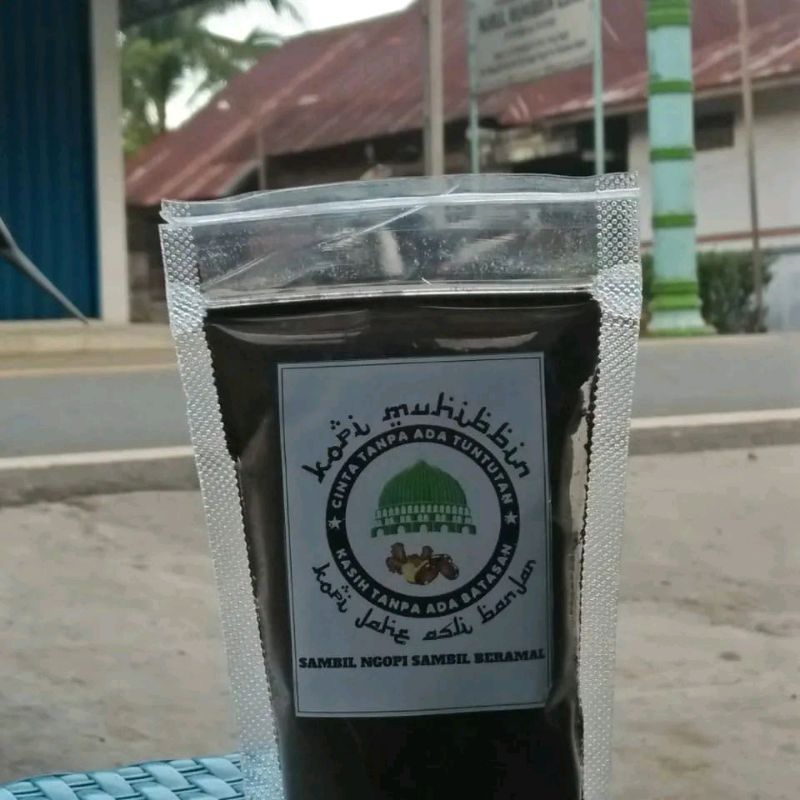 kopi muhibbin
CINTA TANPA ADA TUNTUTAN
KASIH TANPA ADA BATASAN
kopi jahe asli banjar
SAMBIL NGOPI SAMBIL BERAMAL